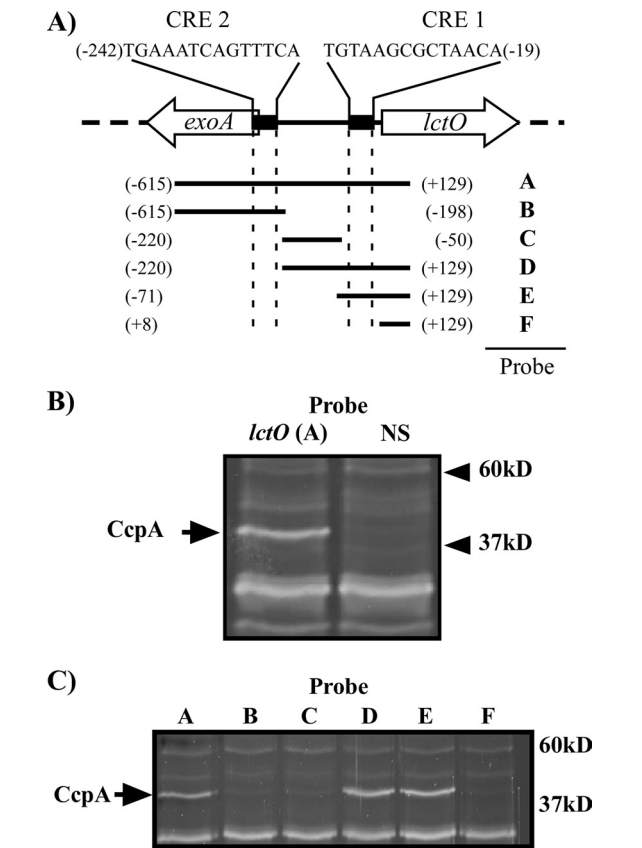 A)
CRE 2 CRE 1
(-242)TGAAATCAGTTTCA TGTAAGCGCTAACA(-19)
exoA lctO
(-615) (+129) A
(-615) (-198) B
(-220) (-50) C
(-220) (+129) D
(-71) (+129) E
(+8) (+129) F
Probe
B)
Probe
lctO (A) NS
60kD
CcpA
37kD
C)
Probe
A B C D E F
60kD
CcpA
37kD